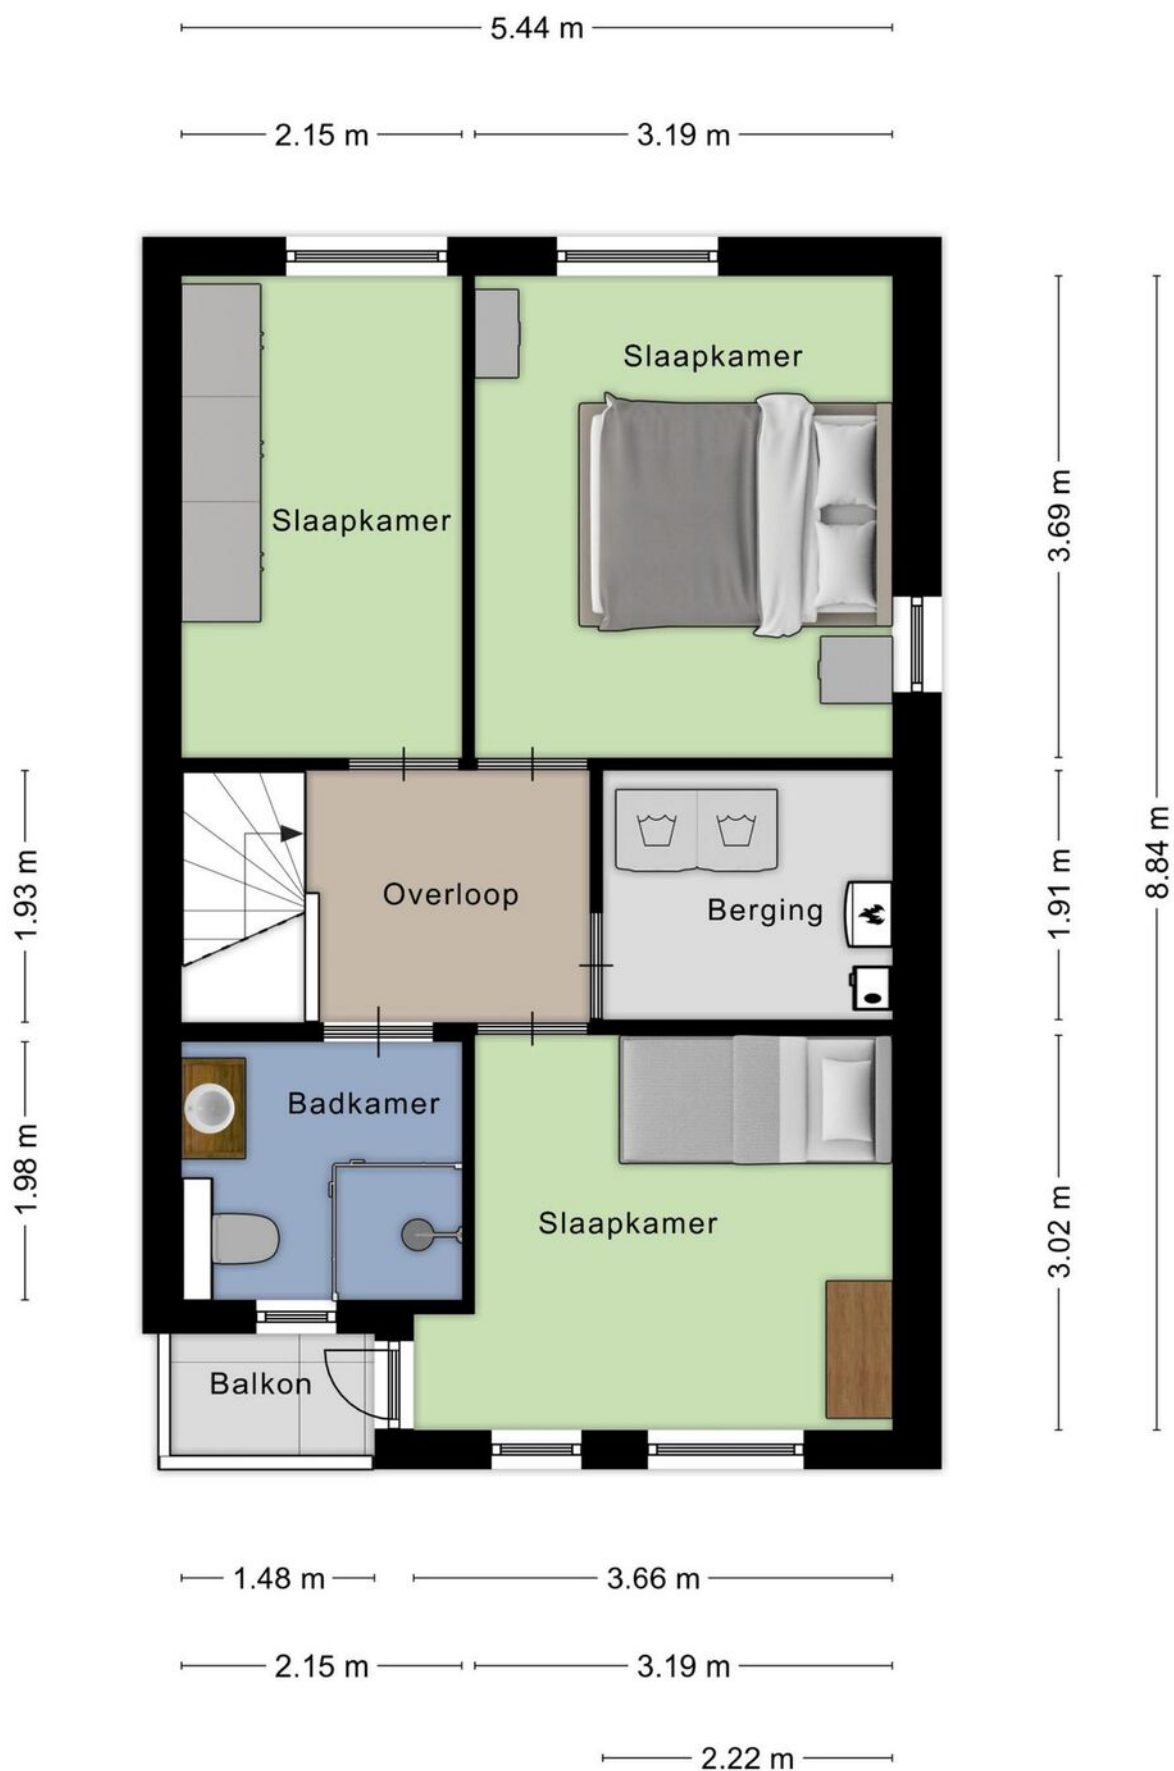 5.44 m
2.15 m
3.19 m
Slaapkamer
3.69 m
Slaapkamer
8.84 m
1.93 m
Overloop
Berging
1.91 m
Badkamer
1.98 m
Slaapkamer
3.02 m
Balkon
1.48 m
3.66 m
2.15 m
3.19 m
2.22 m